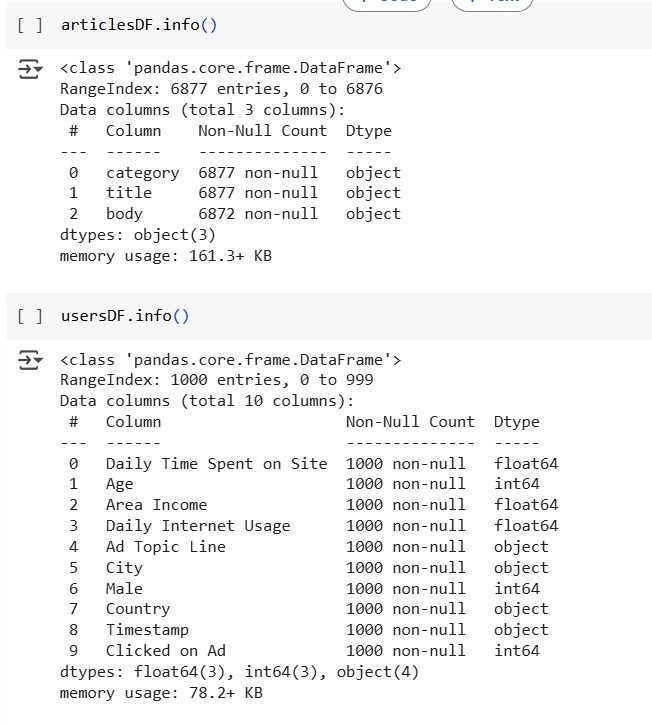 [ ] articlesDF.info()
<class 'pandas.core.frame.DataFrame'>
RangeIndex: 6877 entries, 0 to 6876
Data columns (total 3 columns):
 #   Column    Non-Null Count  Dtype
---  ------    --------------  -----
 0   category  6877 non-null   object
 1   title     6877 non-null   object
 2   body      6872 non-null   object
dtypes: object(3)
memory usage: 161.3+ KB
[ ] usersDF.info()
<class 'pandas.core.frame.DataFrame'>
RangeIndex: 1000 entries, 0 to 999
Data columns (total 10 columns):
 #   Column                    Non-Null Count  Dtype
---  ------                    --------------  -----
 0   Daily Time Spent on Site  1000 non-null   float64
 1   Age                       1000 non-null   int64
 2   Area Income               1000 non-null   float64
 3   Daily Internet Usage      1000 non-null   float64
 4   Ad Topic Line             1000 non-null   object
 5   City                      1000 non-null   object
 6   Male                      1000 non-null   int64
 7   Country                   1000 non-null   object
 8   Timestamp                 1000 non-null   object
 9   Clicked on Ad             1000 non-null   int64
dtypes: float64(3), int64(3), object(4)
memory usage: 78.2+ KB